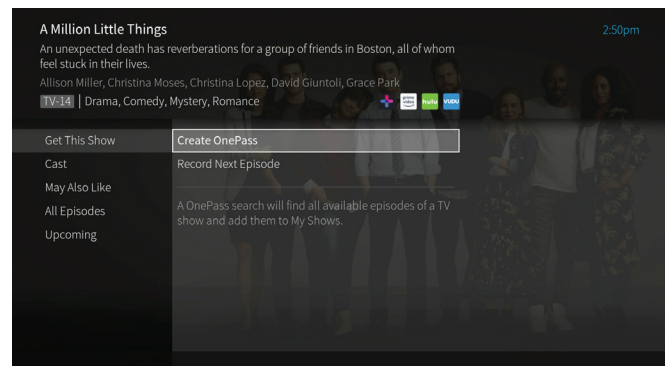 A Million Little Things
2:50pm
An unexpected death has reverberations for a group of friends in Boston, all of whom
feel stuck in their lives.
Allison Miller, Christina Moses, Christina Lopez, David Giuntoli, Grace Park
TV-14 | Drama, Comedy, Mystery, Romance
prime video
hulu
VUDU
Get This Show
Create OnePass
Cast
Record Next Episode
May Also Like
All Episodes
Upcoming
A OnePass search will find all available episodes of a TV
show and add them to My Shows.